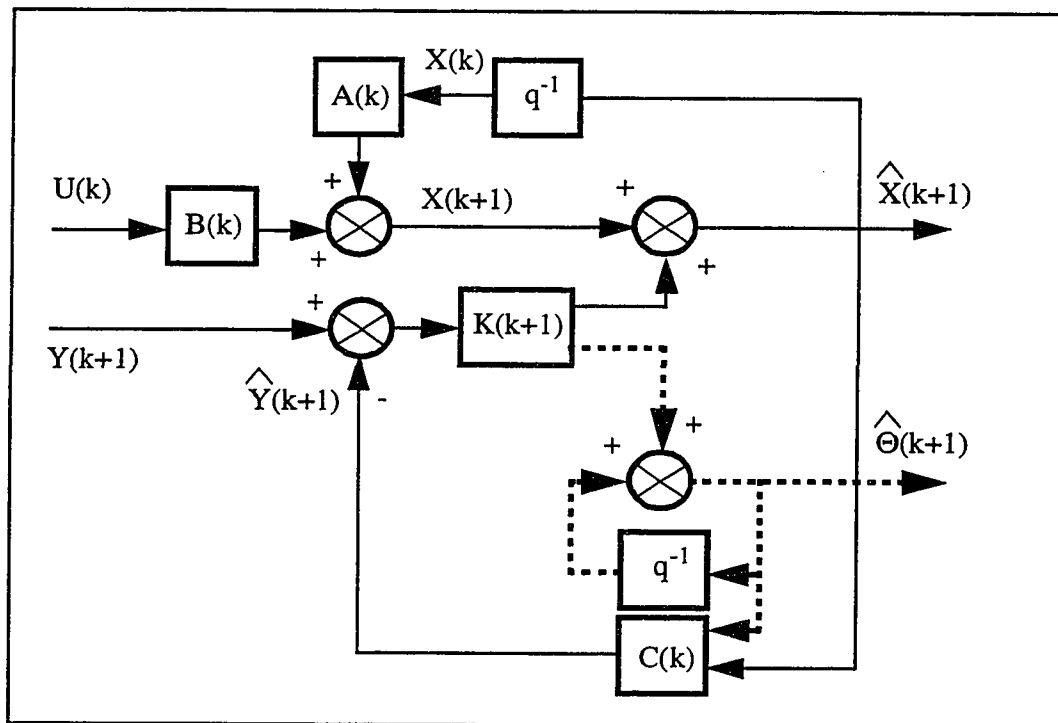 X(k)
A(k)
q⁻¹
+
+
U(k)
X(k+1)
X̂(k+1)
B(k)
+
+
+
K(k+1)
Y(k+1)
Ŷ(k+1)
-
+
+
Θ̂(k+1)
q⁻¹
C(k)